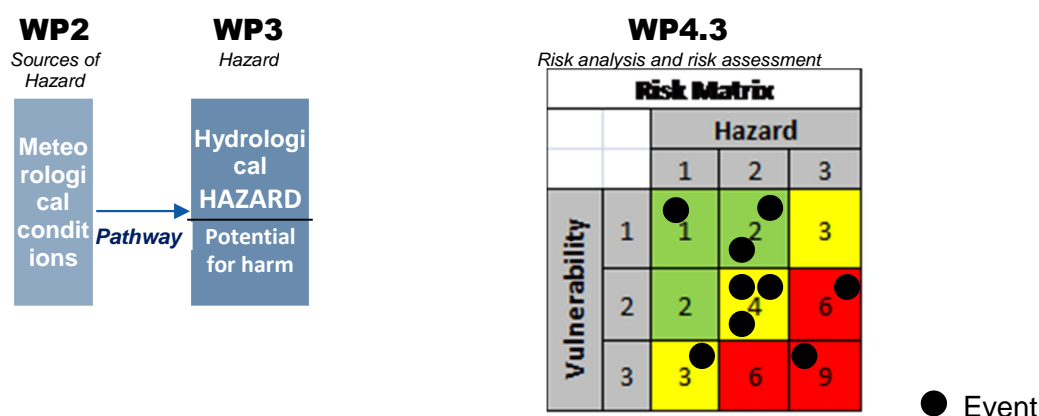 WP2
Sources of
Hazard
Meteo
rologi
cal
condit
ions
Pathway
WP3
Hazard
Hydrologi
cal
HAZARD
Potential
for harm
WP4.3
Risk analysis and risk assessment
Risk Matrix
Hazard
1 2 3
Vulnerability
1 1 2 3
2 2 4 6
3 3 6 9
Event